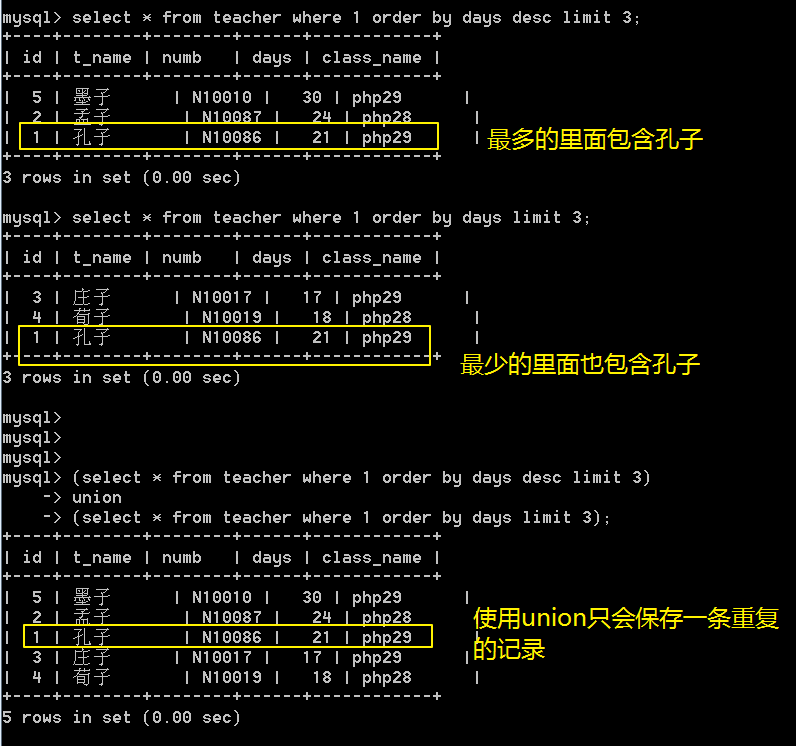 mysql> select * from teacher where 1 order by days desc limit 3;
+----+--------+--------+------+------------+
| id | t_name | numb   | days | class_name |
+----+--------+--------+------+------------+
|  5 | 墨子      | N10010 |   30 | php29      |
|  2 | 孟子       | N10087 |   24 | php28      |
|  1 | 孔子       | N10086 |   21 | php29      | 最多的里面包含孔子
+----+--------+--------+------+------------+
3 rows in set (0.00 sec)
mysql> select * from teacher where 1 order by days limit 3;
+----+--------+--------+------+------------+
| id | t_name | numb   | days | class_name |
+----+--------+--------+------+------------+
|  3 | 庄子       | N10017 |   17 | php29      |
|  4 | 荀子       | N10019 |   18 | php28      |
|  1 | 孔子       | N10086 |   21 | php29      |
+----+--------+--------+------+------------+
最少的里面也包含孔子
3 rows in set (0.00 sec)
mysql>
mysql>
mysql>
mysql> (select * from teacher where 1 order by days desc limit 3)
    -> union
    -> (select * from teacher where 1 order by days limit 3);
+----+--------+--------+------+------------+
| id | t_name | numb   | days | class_name |
+----+--------+--------+------+------------+
|  5 | 墨子      | N10010 |   30 | php29      |
|  2 | 孟子       | N10087 |   24 | php28      |
|  1 | 孔子       | N10086 |   21 | php29      |
|  3 | 庄子       | N10017 |   17 | php29      |
|  4 | 荀子       | N10019 |   18 | php28      |
+----+--------+--------+------+------------+
使用union只会保存一条重复
的记录
5 rows in set (0.00 sec)